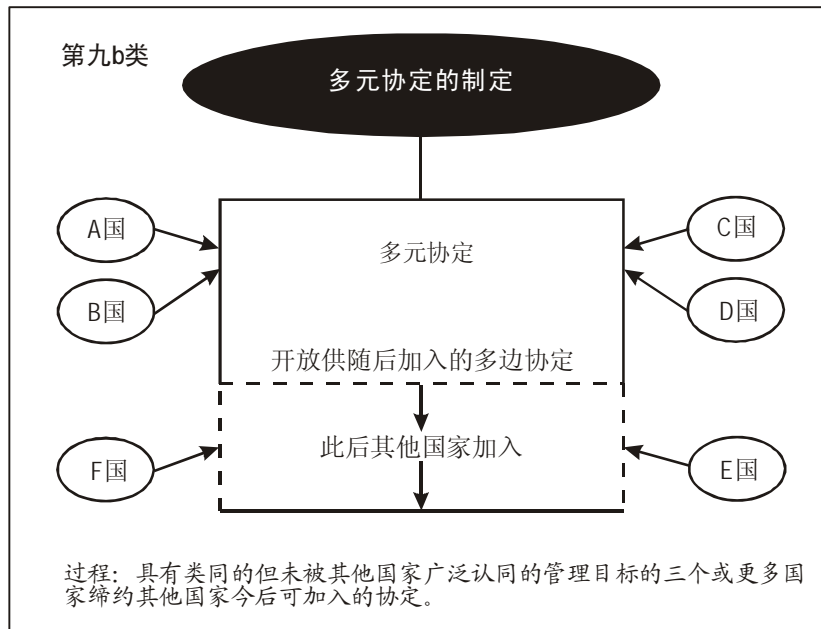 第九b类
多元协定的制定
A国
C国
多元协定
B国
D国
开放供随后加入的多边协定
此后其他国家加入
F国
E国
过程：具有类同的但未被其他国家广泛认同的管理目标的三个或更多国
家缔约其他国家今后可加入的协定。